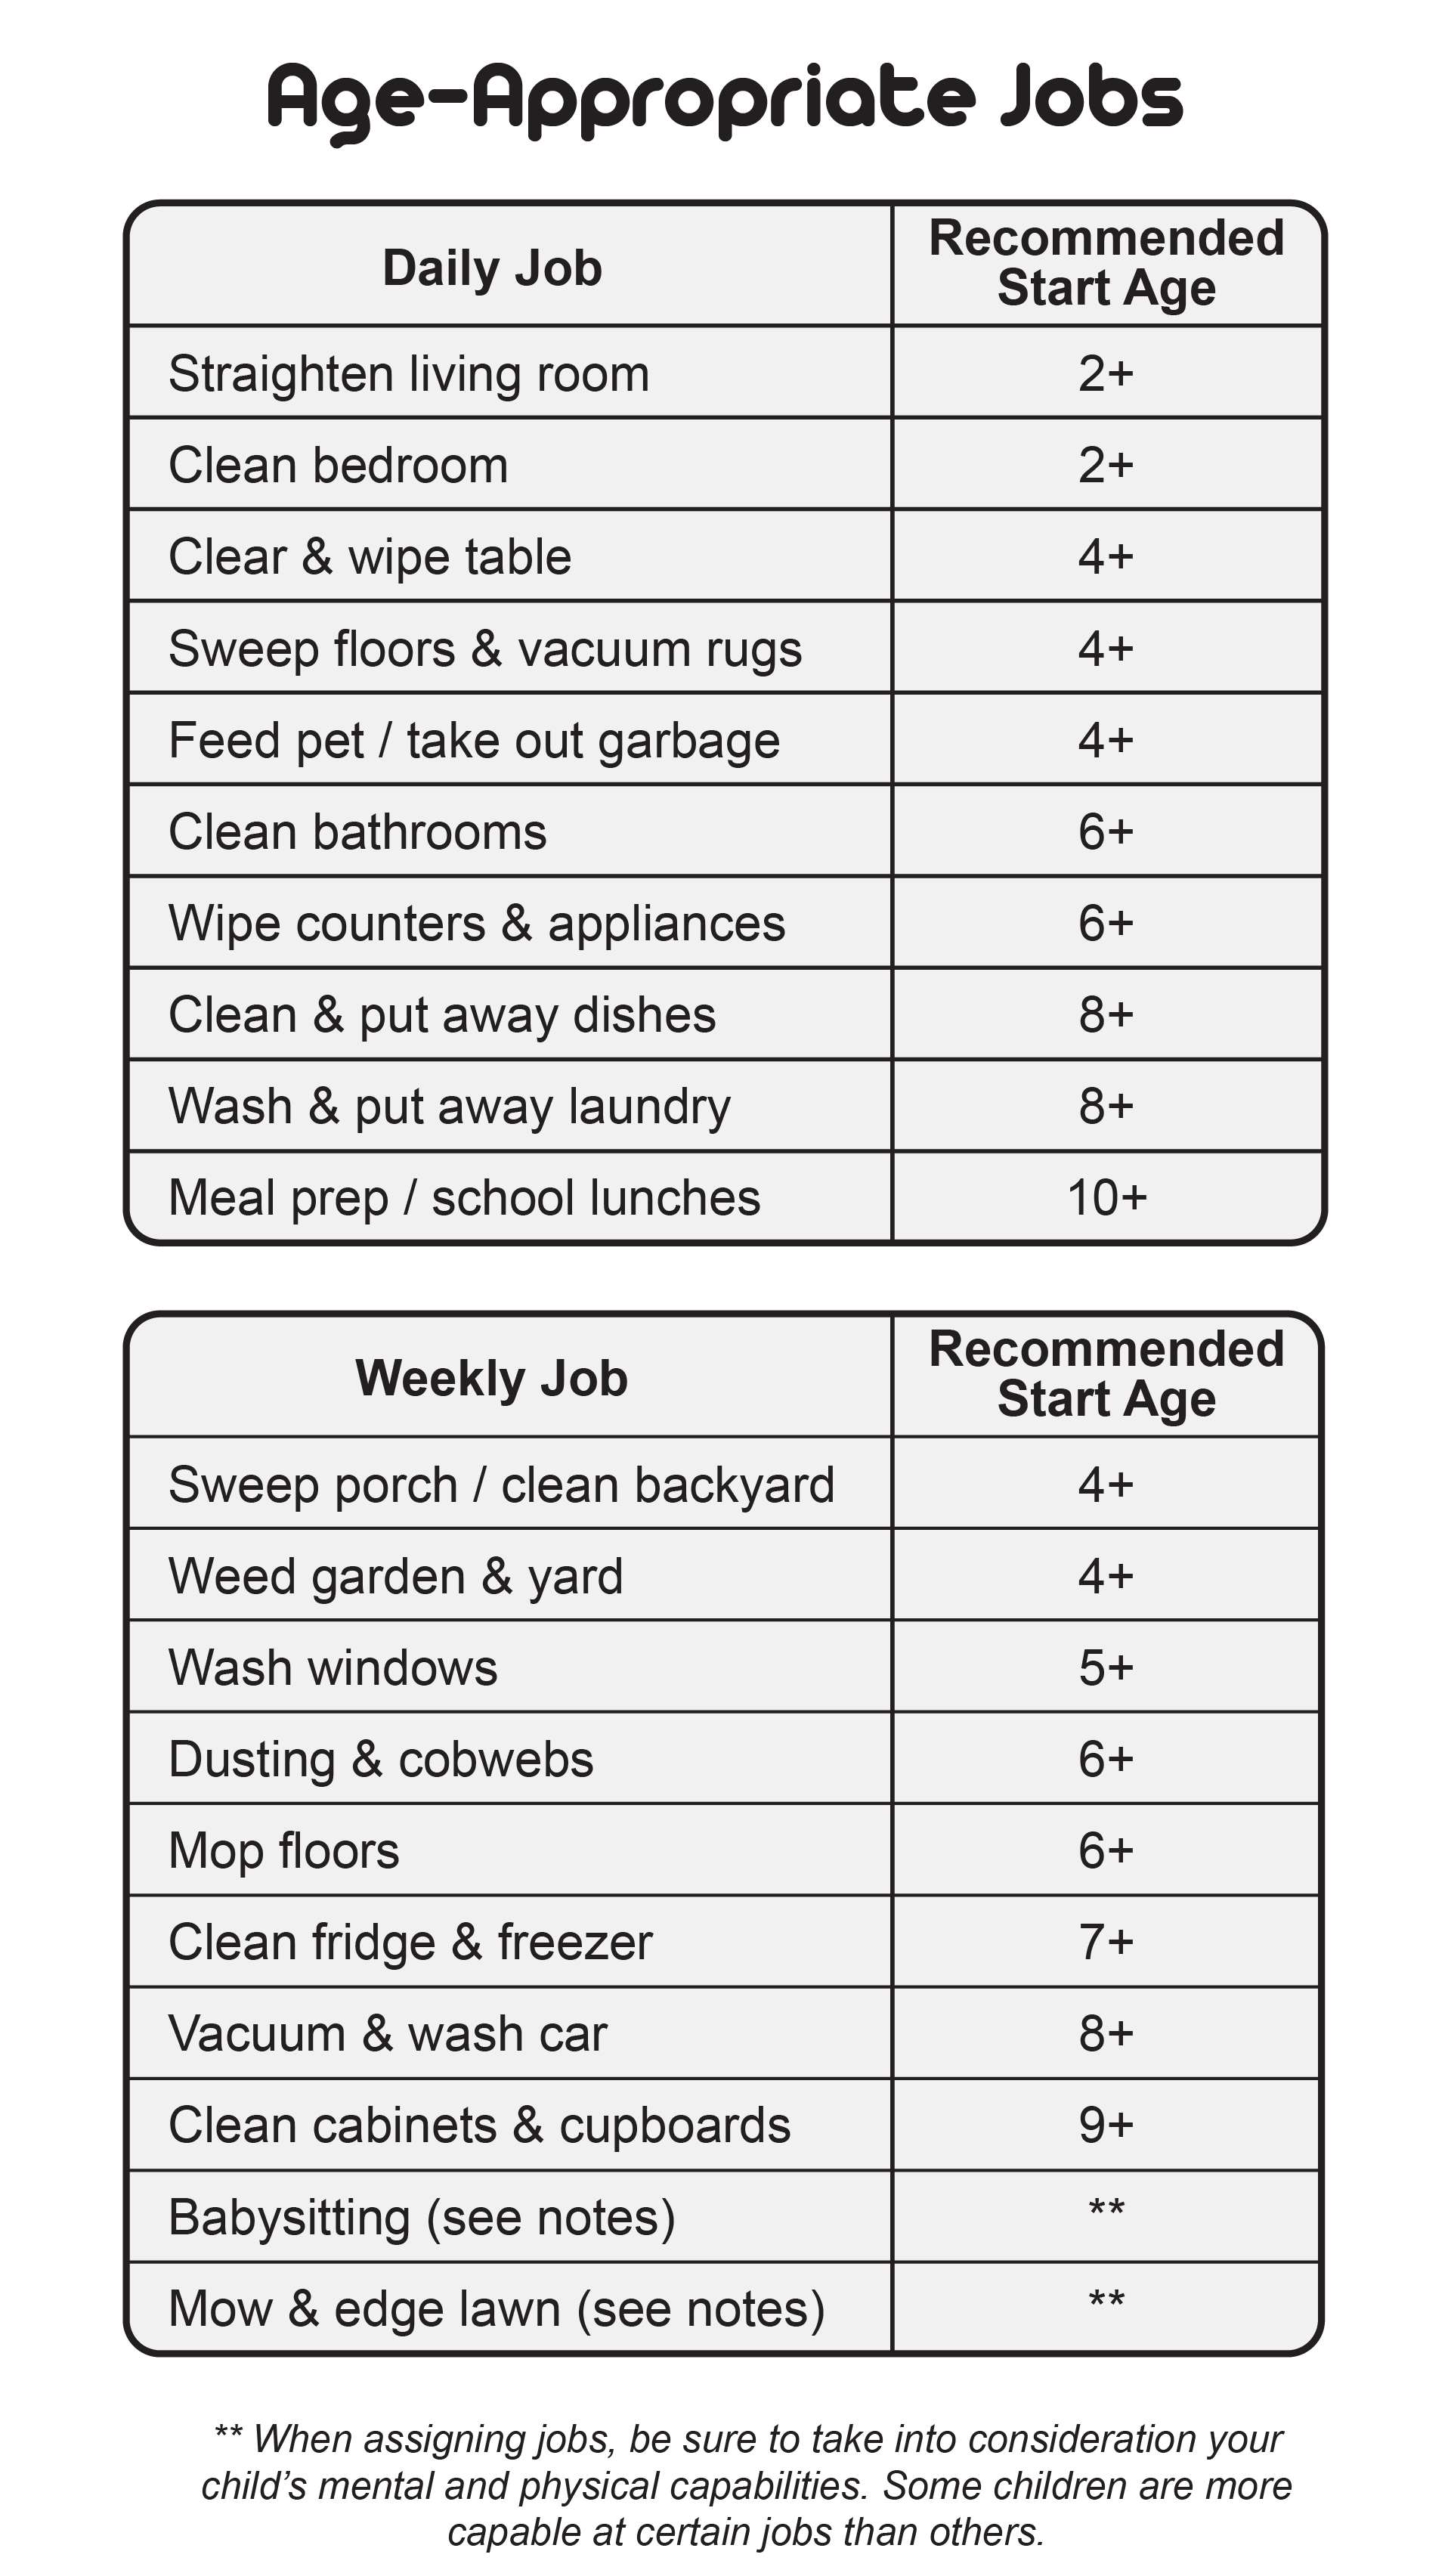 Age-Appropriate Jobs
Daily Job
Recommended
Start Age
Straighten living room 2+
Clean bedroom 2+
Clear & wipe table 4+
Sweep floors & vacuum rugs 4+
Feed pet / take out garbage 4+
Clean bathrooms 6+
Wipe counters & appliances 6+
Clean & put away dishes 8+
Wash & put away laundry 8+
Meal prep / school lunches 10+
Weekly Job
Recommended
Start Age
Sweep porch / clean backyard 4+
Weed garden & yard 4+
Wash windows 5+
Dusting & cobwebs 6+
Mop floors 6+
Clean fridge & freezer 7+
Vacuum & wash car 8+
Clean cabinets & cupboards 9+
Babysitting (see notes) **
Mow & edge lawn (see notes) **
** When assigning jobs, be sure to take into consideration your
child’s mental and physical capabilities. Some children are more
capable at certain jobs than others.